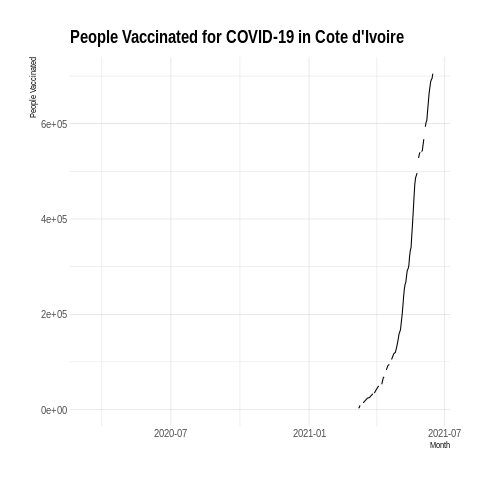 People Vaccinated for COVID-19 in Cote d'Ivoire
People Vaccinated
6e+05
4e+05
2e+05
0e+00
2020-07
2021-01
2021-07
Month